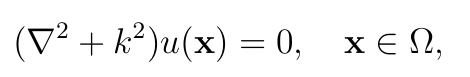 (∇² + k²)u(𝐱) = 0, 𝐱 ∈ Ω,